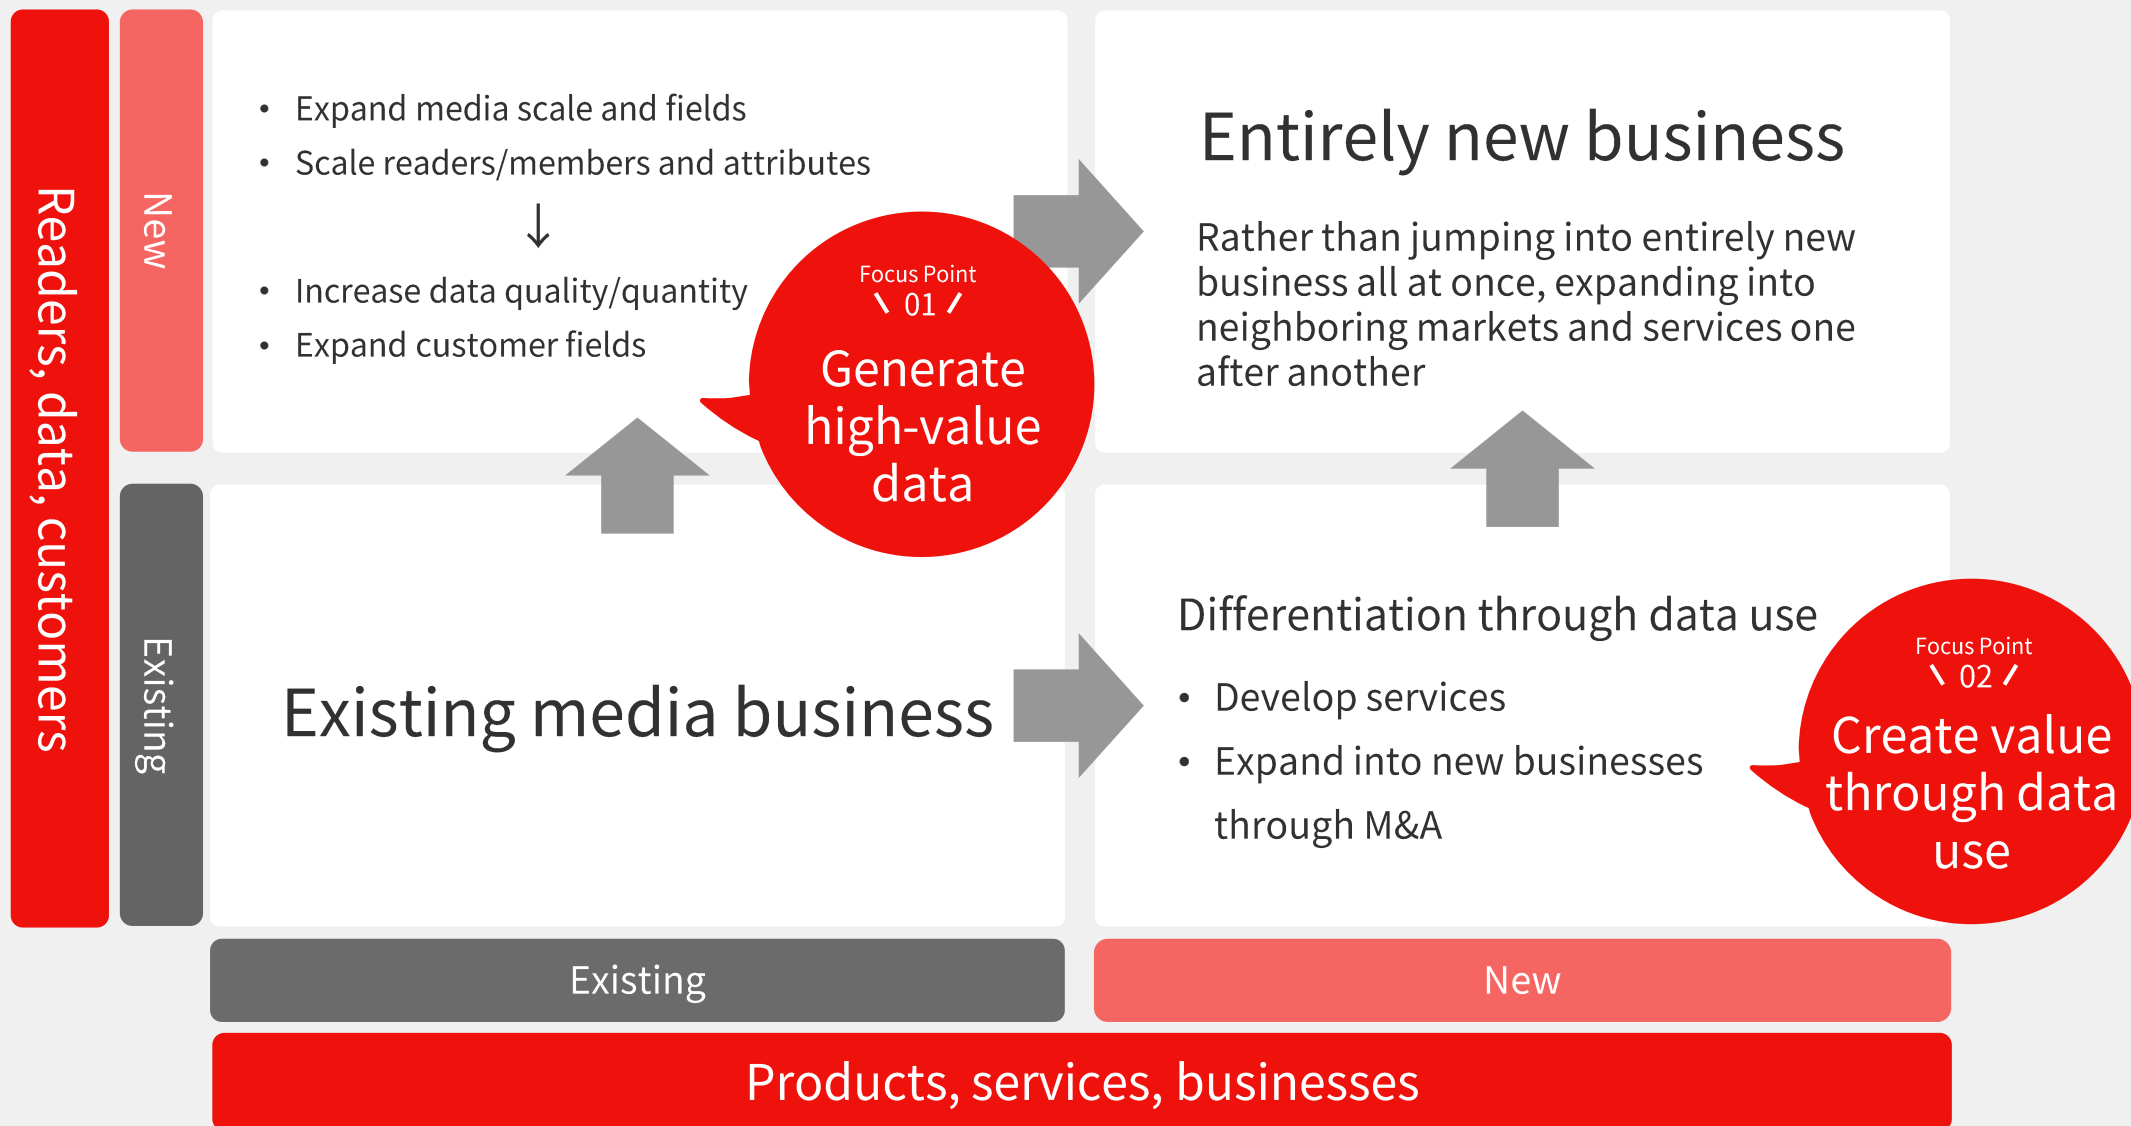 Readers, data, customers
New
• Expand media scale and fields
• Scale readers/members and attributes
↓
• Increase data quality/quantity
• Expand customer fields
Focus Point
\ 01 /
Generate
high-value
data
Entirely new business
Rather than jumping into entirely new
business all at once, expanding into
neighboring markets and services one
after another
Existing
Existing media business
Differentiation through data use
• Develop services
• Expand into new businesses
through M&A
Focus Point
\ 02 /
Create value
through data
use
Existing
New
Products, services, businesses